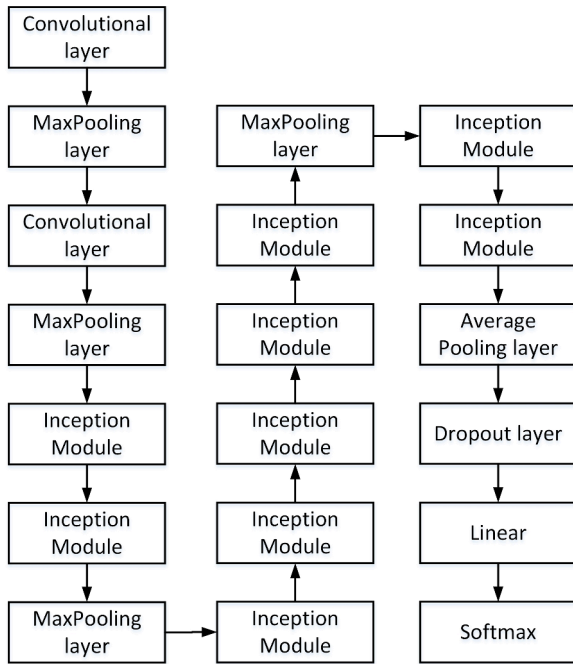 Convolutional
layer
MaxPooling
layer
Convolutional
layer
MaxPooling
layer
Inception
Module
Inception
Module
MaxPooling
layer
Inception
Module
Inception
Module
Inception
Module
Inception
Module
Inception
Module
MaxPooling
layer
Inception
Module
Inception
Module
Average
Pooling layer
Dropout layer
Linear
Softmax